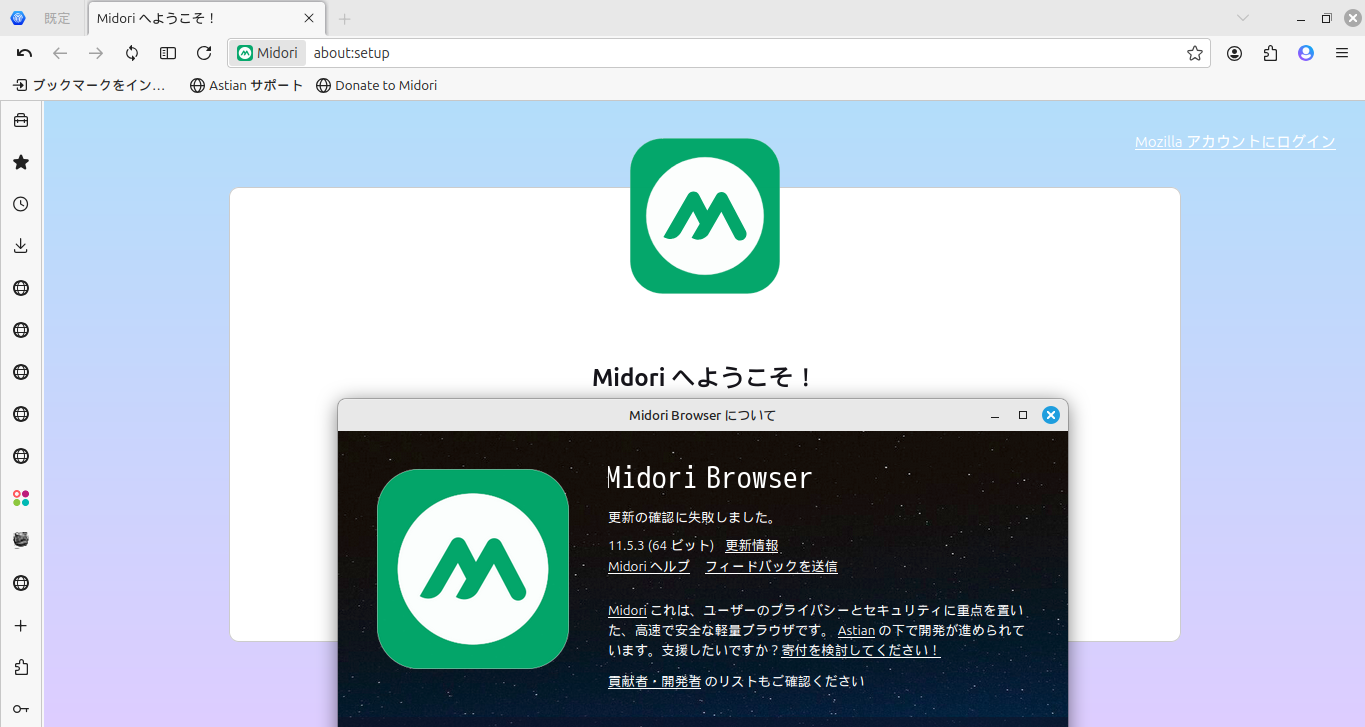 既定
Midori へようこそ！
Midori
about:setup
ブックマークをイン…
Astian サポート
Donate to Midori
Mozilla アカウントにログイン
Midori へようこそ！
Midori Browser について
Midori Browser
更新の確認に失敗しました。
11.5.3 (64 ビット) 更新情報
Midori ヘルプ フィードバックを送信
Midori これは、ユーザーのプライバシーとセキュリティに重点を置い
た、高速で安全な軽量ブラウザです。 Astian の下で開発が進められて
います。支援したいですか？寄付を検討してください！
貢献者・開発者 のリストもご確認ください